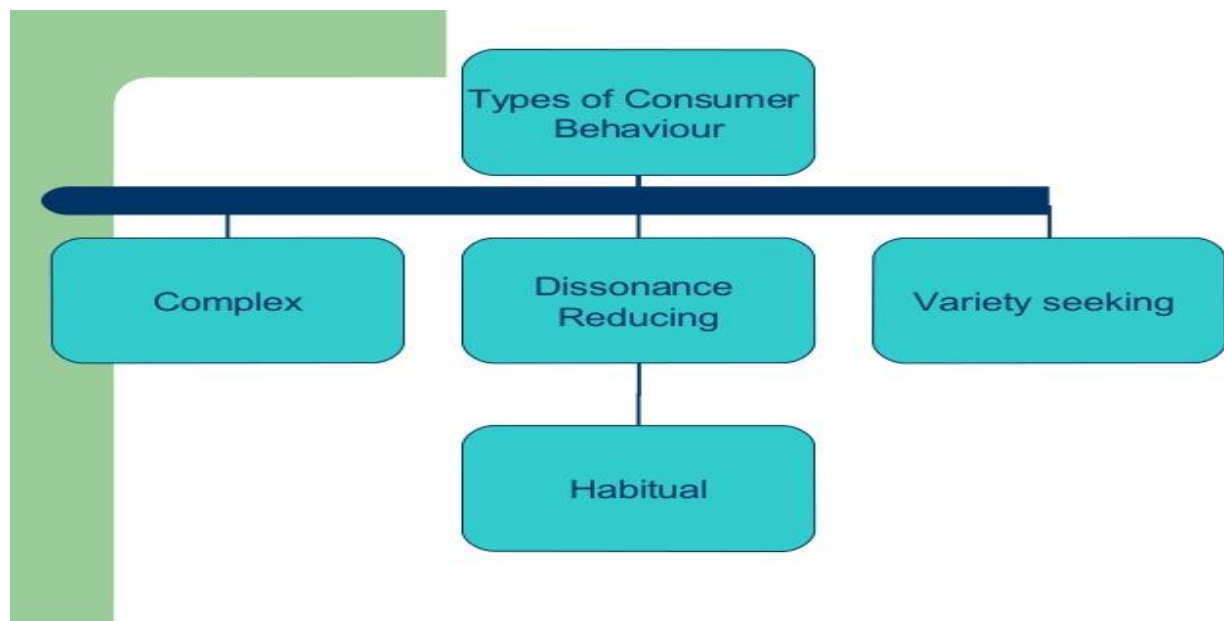 Types of Consumer
Behaviour
Complex
Dissonance
Reducing
Variety seeking
Habitual